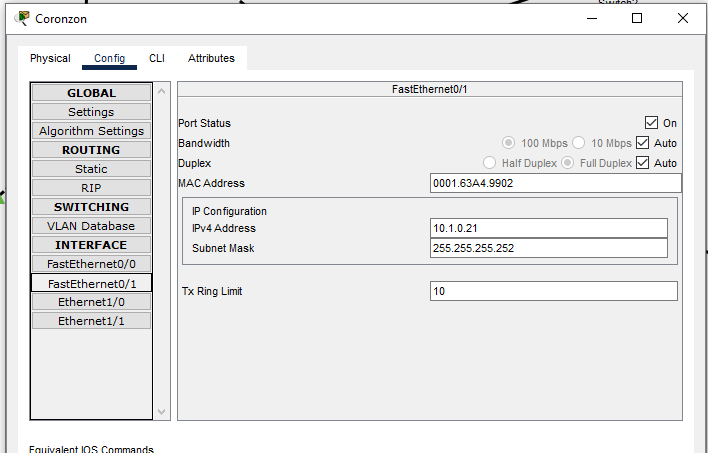 Switch2
Coronzon
Physical Config CLI Attributes
GLOBAL
Settings
Algorithm Settings
ROUTING
Static
RIP
SWITCHING
VLAN Database
INTERFACE
FastEthernet0/0
FastEthernet0/1
Ethernet1/0
Ethernet1/1
FastEthernet0/1
Port Status On
Bandwidth 100 Mbps 10 Mbps Auto
Duplex Half Duplex Full Duplex Auto
MAC Address 0001.63A4.9902
IP Configuration
IPv4 Address 10.1.0.21
Subnet Mask 255.255.255.252
Tx Ring Limit 10
Equivalent IOS Commands